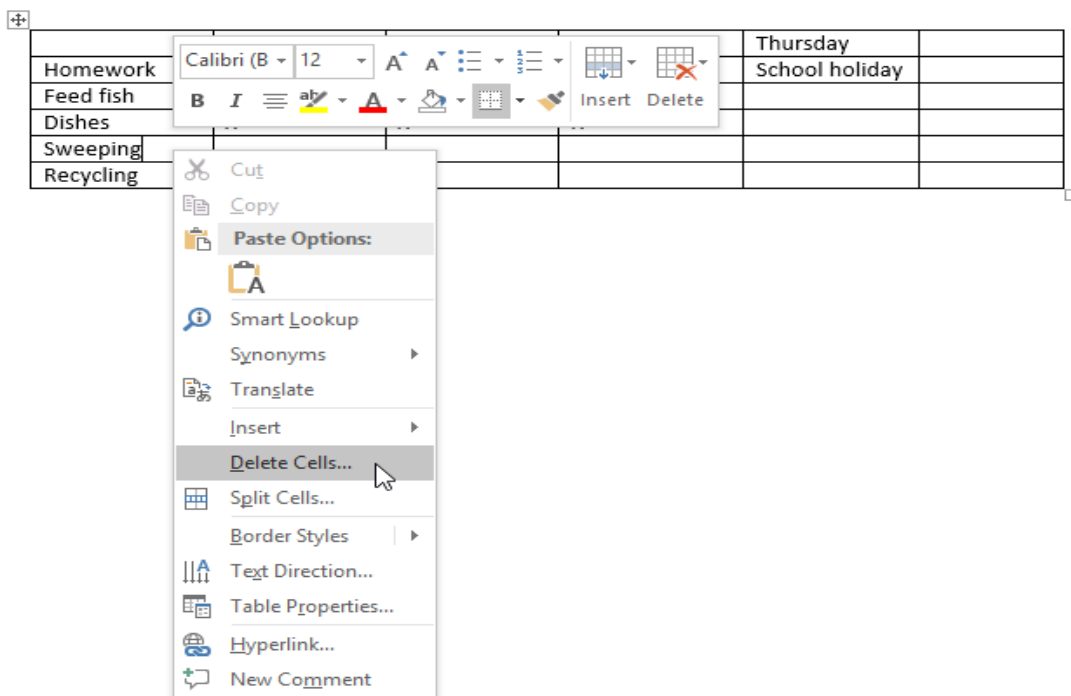 Thursday
Homework School holiday
Feed fish
Dishes
Sweeping
Recycling
Calibri (B 12 A A
B I ab A Insert Delete
Cut
Copy
Paste Options:
A
Smart Lookup
Synonyms
Translate
Insert
Delete Cells...
Split Cells...
Border Styles
Text Direction...
Table Properties...
Hyperlink...
New Comment